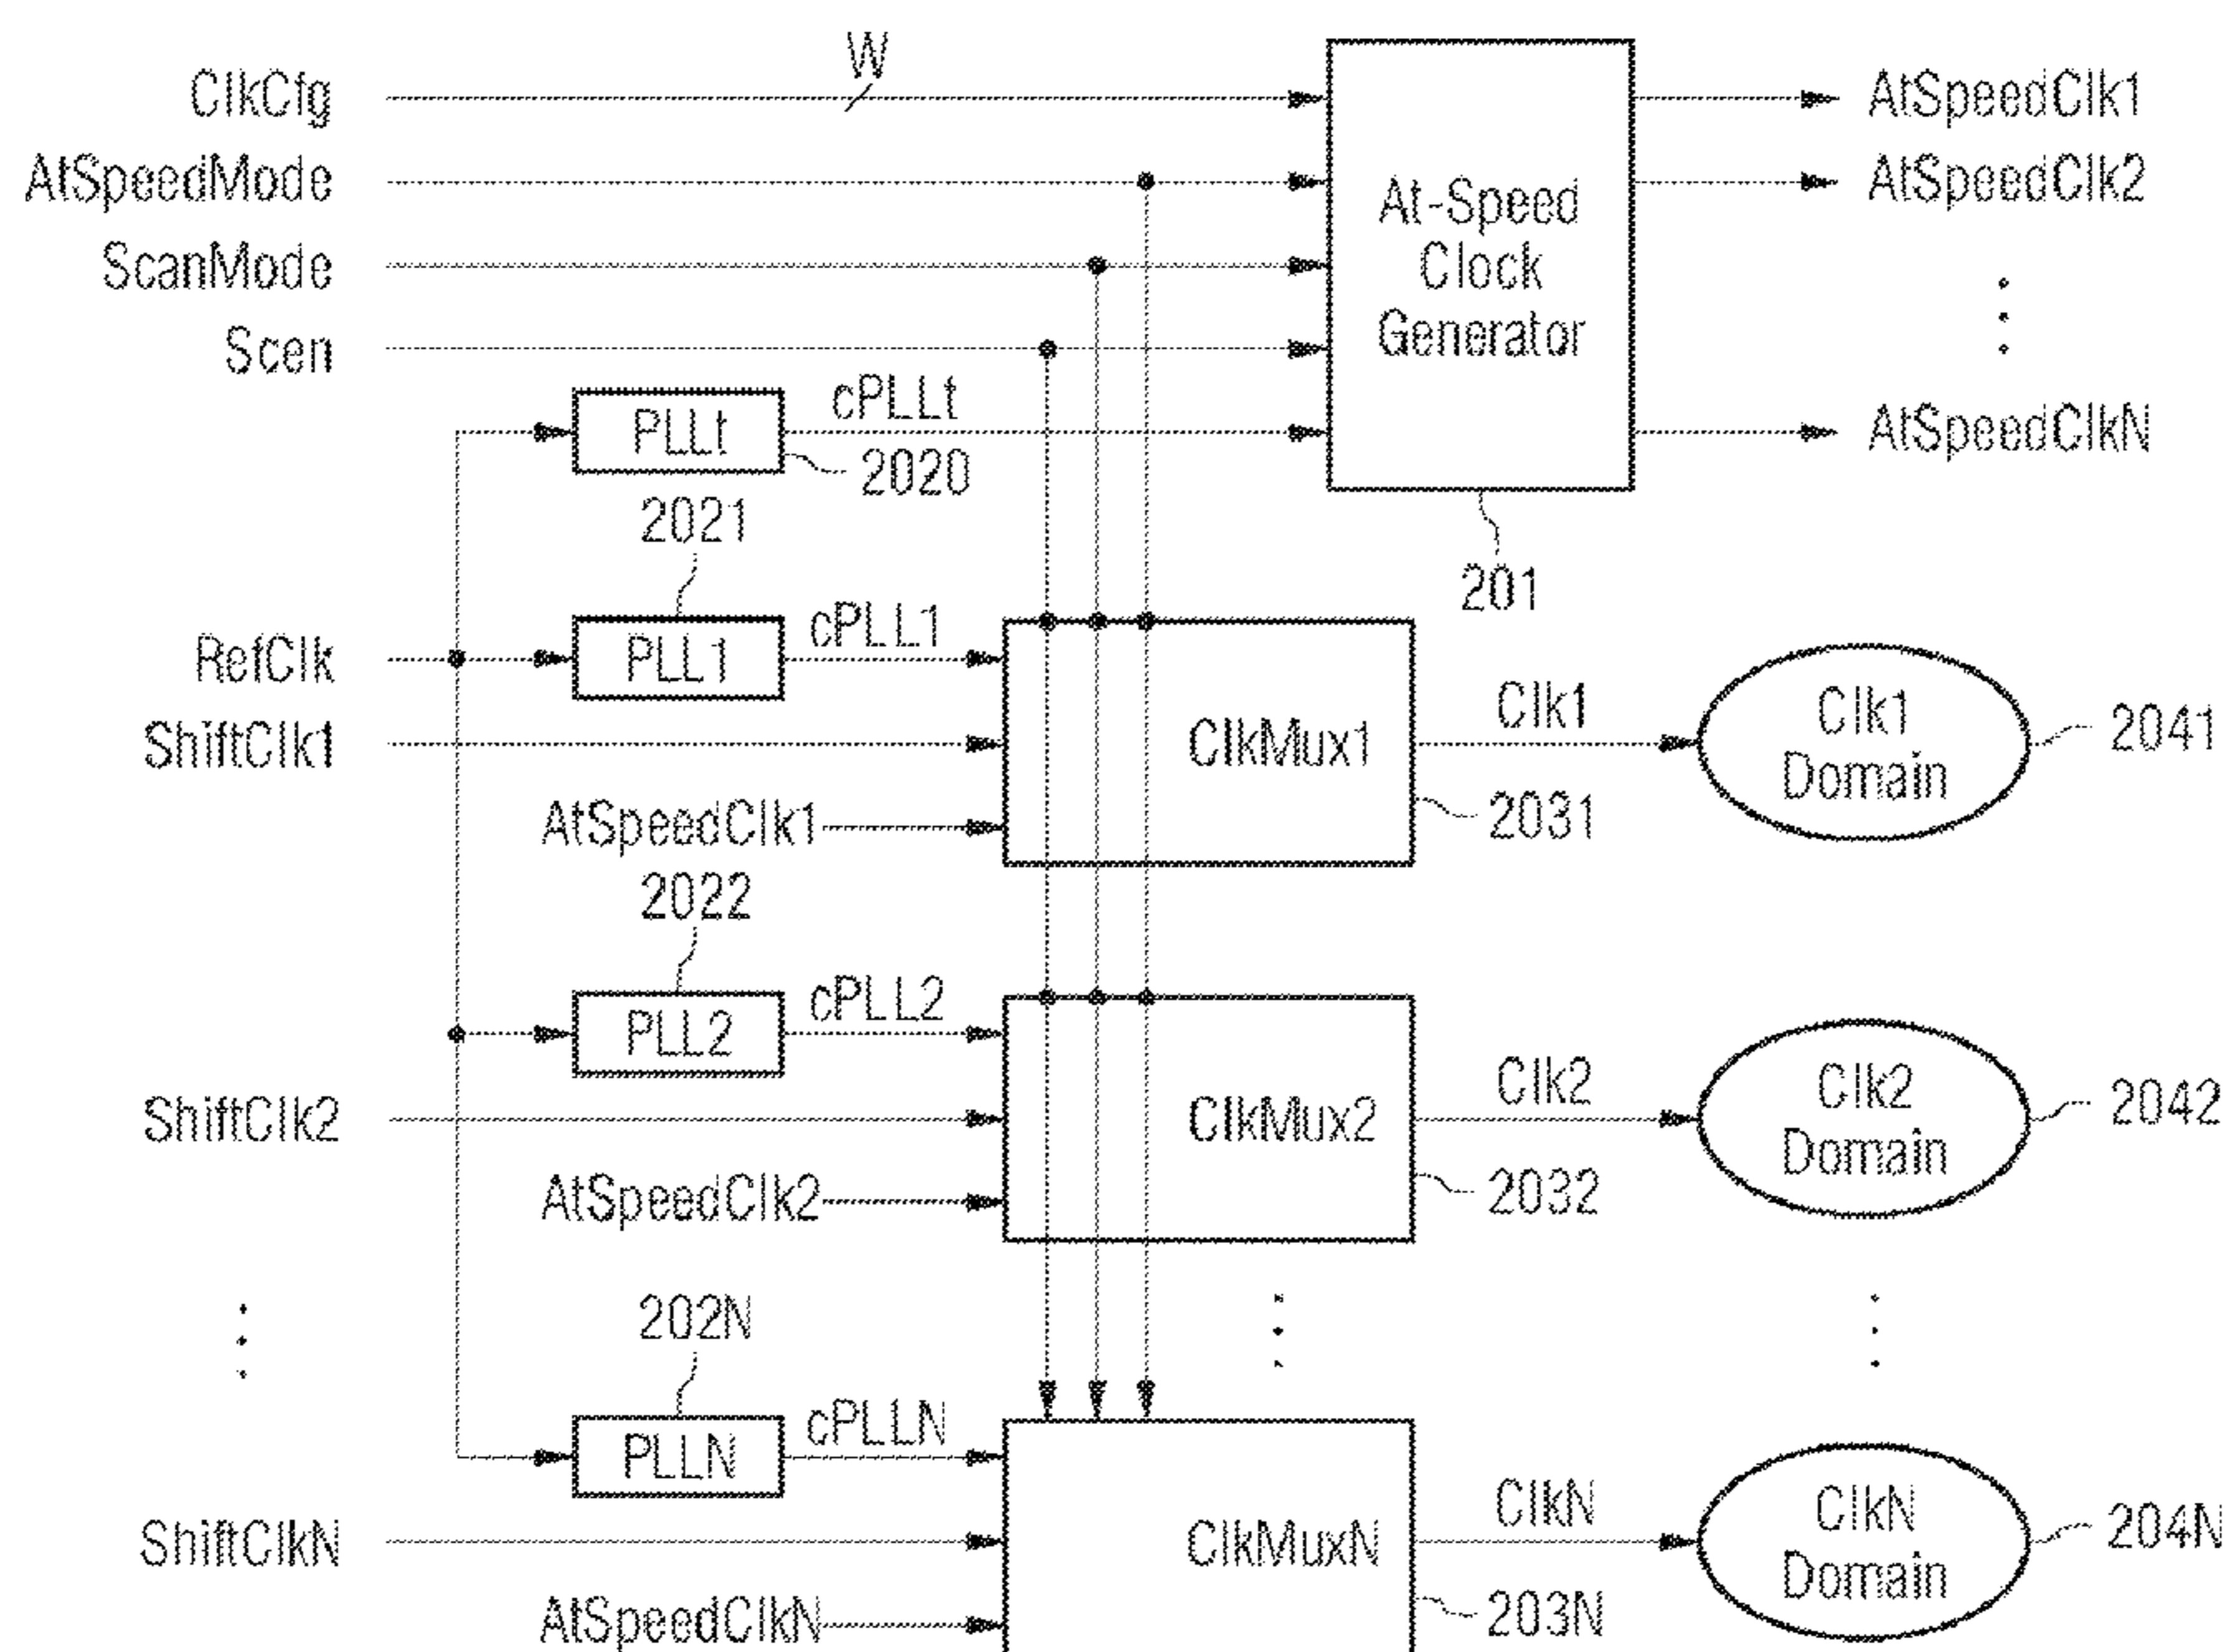 W
ClkCfg
AtSpeedClk1
AtSpeedMode
AtSpeedClk2
At-Speed
Clock
Generator
ScanMode
Scen
PLLt
cPLLt
AtSpeedClkN
2020
2021
201
RefClk
PLL1
cPLL1
ShiftClk1
ClkMux1
Clk1
Clk1
Domain
2041
AtSpeedClk1
2031
2022
PLL2
cPLL2
ShiftClk2
ClkMux2
Clk2
Clk2
Domain
2042
AtSpeedClk2
2032
202N
PLLN
cPLLN
ShiftClkN
ClkMuxN
ClkN
ClkN
Domain
204N
AtSpeedClkN
203N